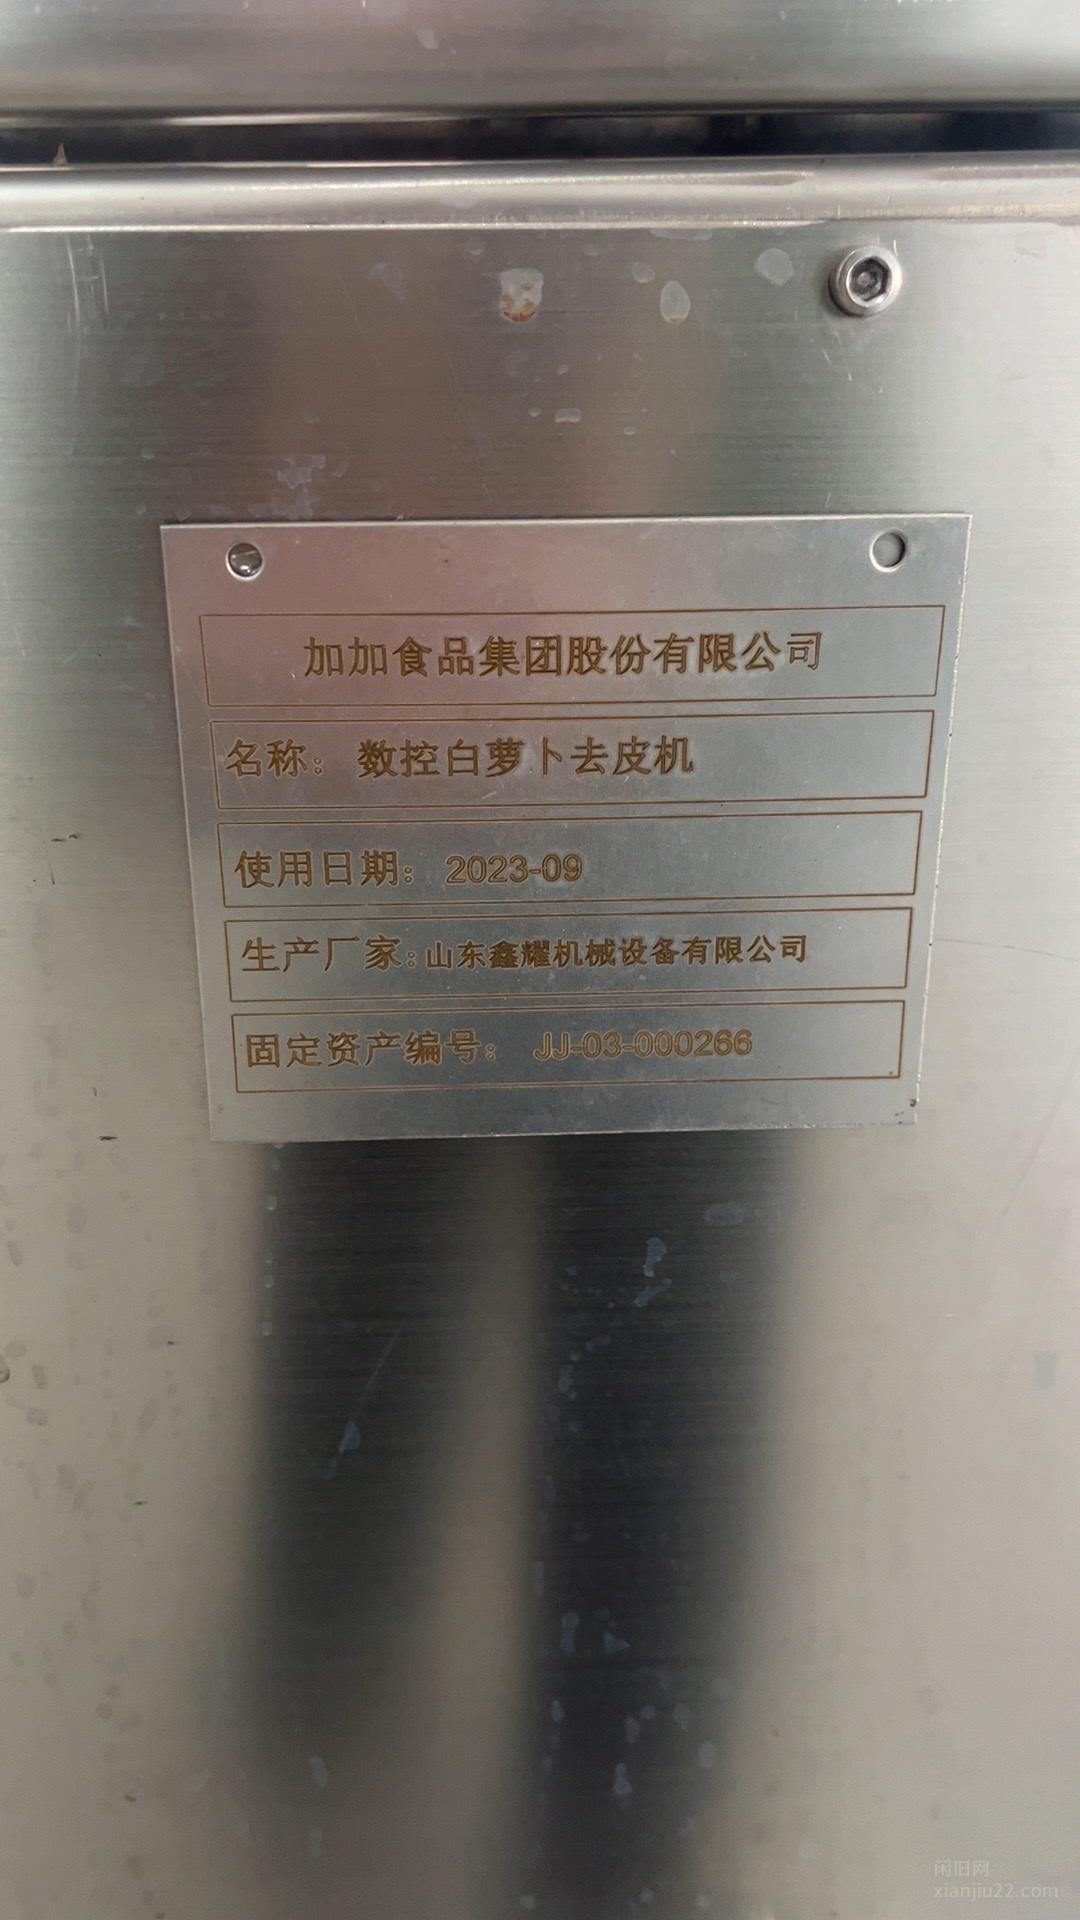 加加食品集团股份有限公司
名称：数控白萝卜去皮机
使用日期：2023-09
生产厂家：山东鑫耀机械设备有限公司
固定资产编号：JJ-03-000266
闲旧网
xianjiu22.com